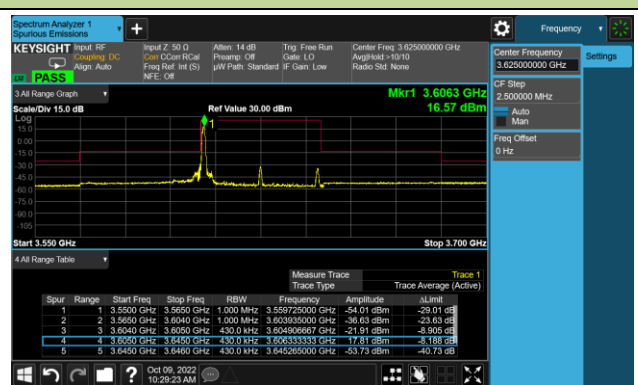 Spectrum Analyzer 1
Spurious Emissions
Frequency
KEYSIGHT
Input: RF
Coupling: DC
Align: Auto
Input Z: 50 Ω
Corr CCorr RCal
Freq Ref: Int (S)
NFE: Off
Atten: 14 dB
Preamp: Off
µW Path: Standard
Trig: Free Run
Gate: LO
IF Gain: Low
Center Freq: 3.625000000 GHz
Avg|Hold:>10/10
Radio Std: None
PASS
Center Frequency
3.625000000 GHz
Settings
CF Step
2.500000 MHz
Auto
Man
Freq Offset
0 Hz
3 All Range Graph
Mkr1 3.6063 GHz
Scale/Div 15.0 dB
Ref Value 30.00 dBm
16.57 dBm
Log
15.0
0.00
-15.0
-30.0
-45.0
-60.0
-75.0
-90.0
-105
1
Start 3.550 GHz
Stop 3.700 GHz
4 All Range Table
Measure Trace Trace 1
Trace Type Trace Average (Active)
Spur Range Start Freq Stop Freq RBW Frequency Amplitude ΔLimit
1 1 3.5500 GHz 3.5650 GHz 1.000 MHz 3.559725000 GHz -54.01 dBm -29.01 dB
2 2 3.5650 GHz 3.6040 GHz 1.000 MHz 3.603935000 GHz -36.63 dBm -23.63 dB
3 3 3.6040 GHz 3.6050 GHz 430.0 kHz 3.604906667 GHz -21.91 dBm -8.905 dB
4 4 3.6050 GHz 3.6450 GHz 430.0 kHz 3.606333333 GHz 17.81 dBm -8.188 dB
5 5 3.6450 GHz 3.6460 GHz 430.0 kHz 3.645265000 GHz -53.73 dBm -40.73 dB
Oct 09, 2022
10:29:23 AM